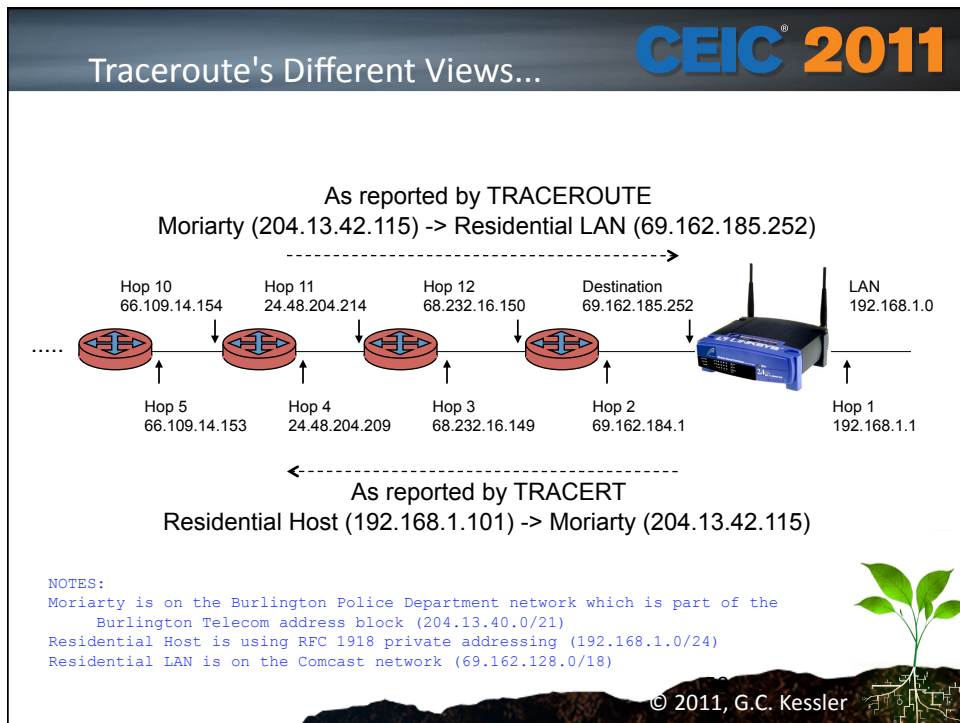 Traceroute's Different Views...
CEIC® 2011
As reported by TRACEROUTE
Moriarty (204.13.42.115) -> Residential LAN (69.162.185.252)
Hop 10
66.109.14.154
Hop 11
24.48.204.214
Hop 12
68.232.16.150
Destination
69.162.185.252
LAN
192.168.1.0
.....
LINKSYS
2.4
Hop 5
66.109.14.153
Hop 4
24.48.204.209
Hop 3
68.232.16.149
Hop 2
69.162.184.1
Hop 1
192.168.1.1
As reported by TRACERT
Residential Host (192.168.1.101) -> Moriarty (204.13.42.115)
NOTES:
Moriarty is on the Burlington Police Department network which is part of the
Burlington Telecom address block (204.13.40.0/21)
Residential Host is using RFC 1918 private addressing (192.168.1.0/24)
Residential LAN is on the Comcast network (69.162.128.0/18)
© 2011, G.C. Kessler